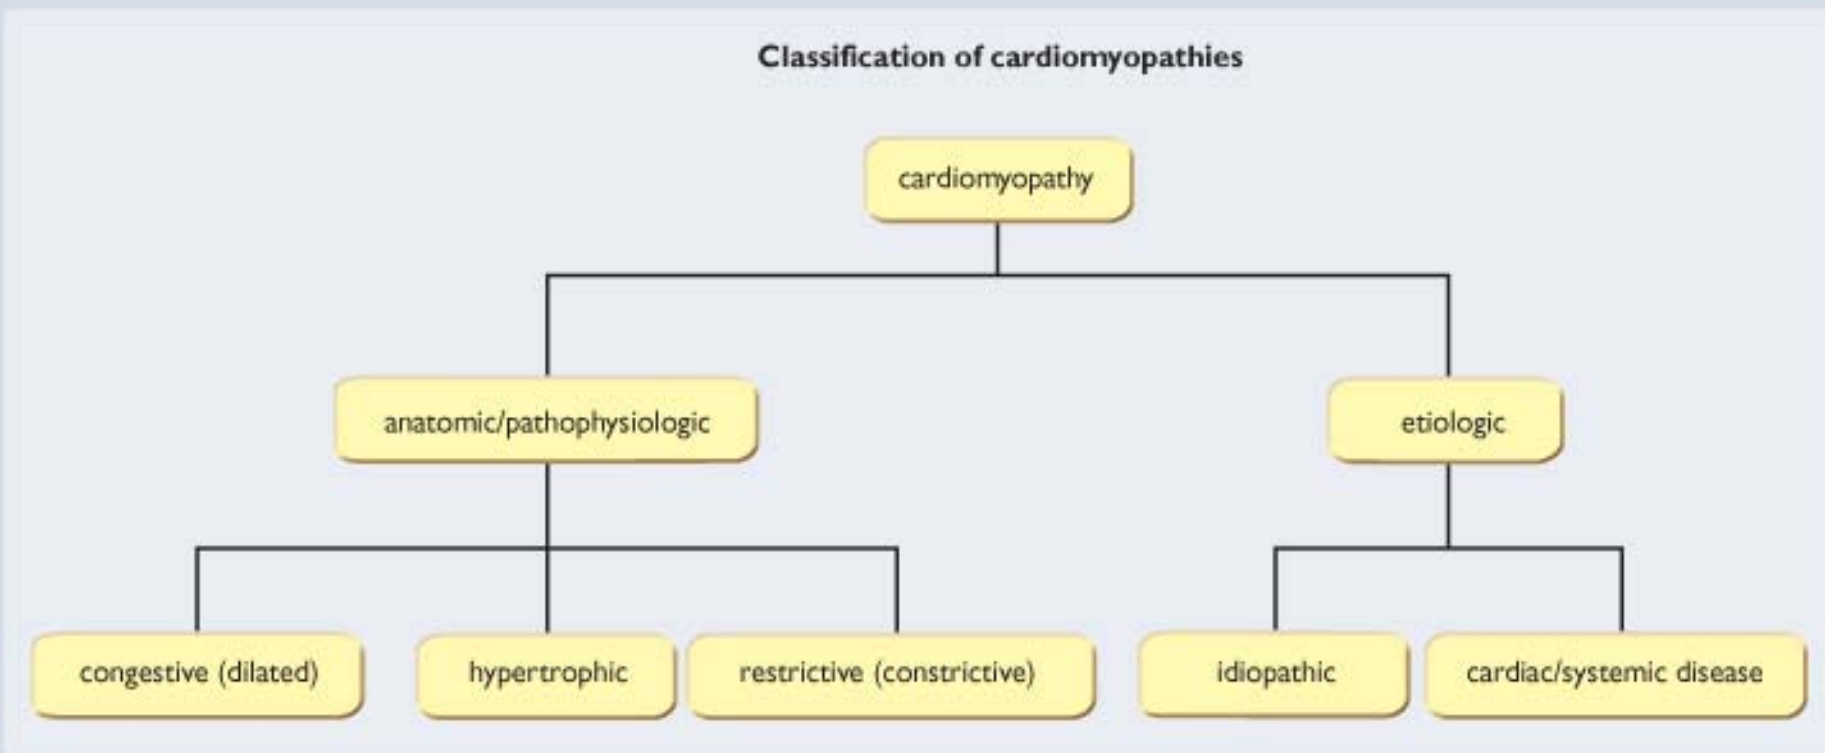 Classification of cardiomyopathies
cardiomyopathy
anatomic/pathophysiologic
etiologic
congestive (dilated)
hypertrophic
restrictive (constrictive)
idiopathic
cardiac/systemic disease